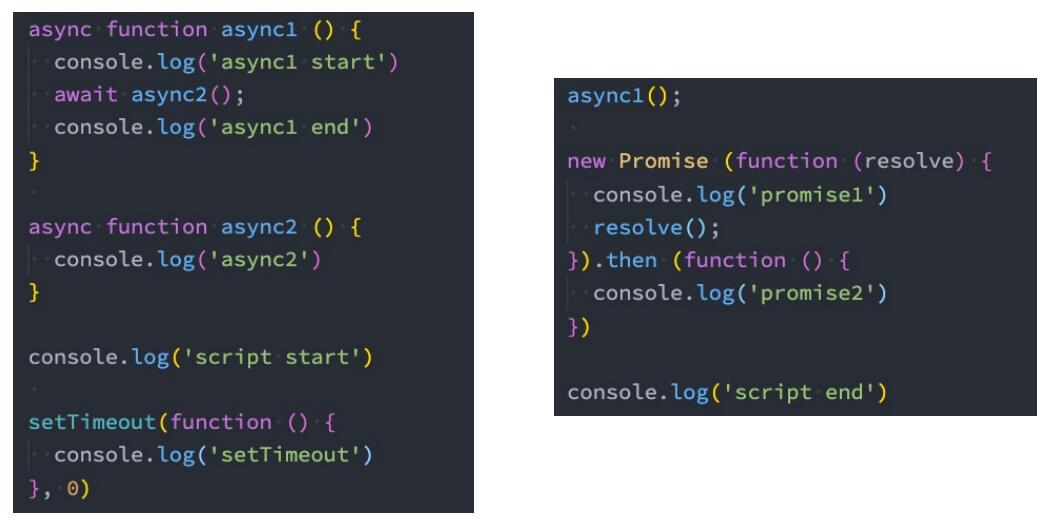 async function async1 () {
  console.log('async1 start')
  await async2();
  console.log('async1 end')
}
async function async2 () {
  console.log('async2')
}
console.log('script start')
setTimeout(function () {
  console.log('setTimeout')
}, 0)
async1();
new Promise (function (resolve) {
  console.log('promise1')
  resolve();
}).then (function () {
  console.log('promise2')
})
console.log('script end')